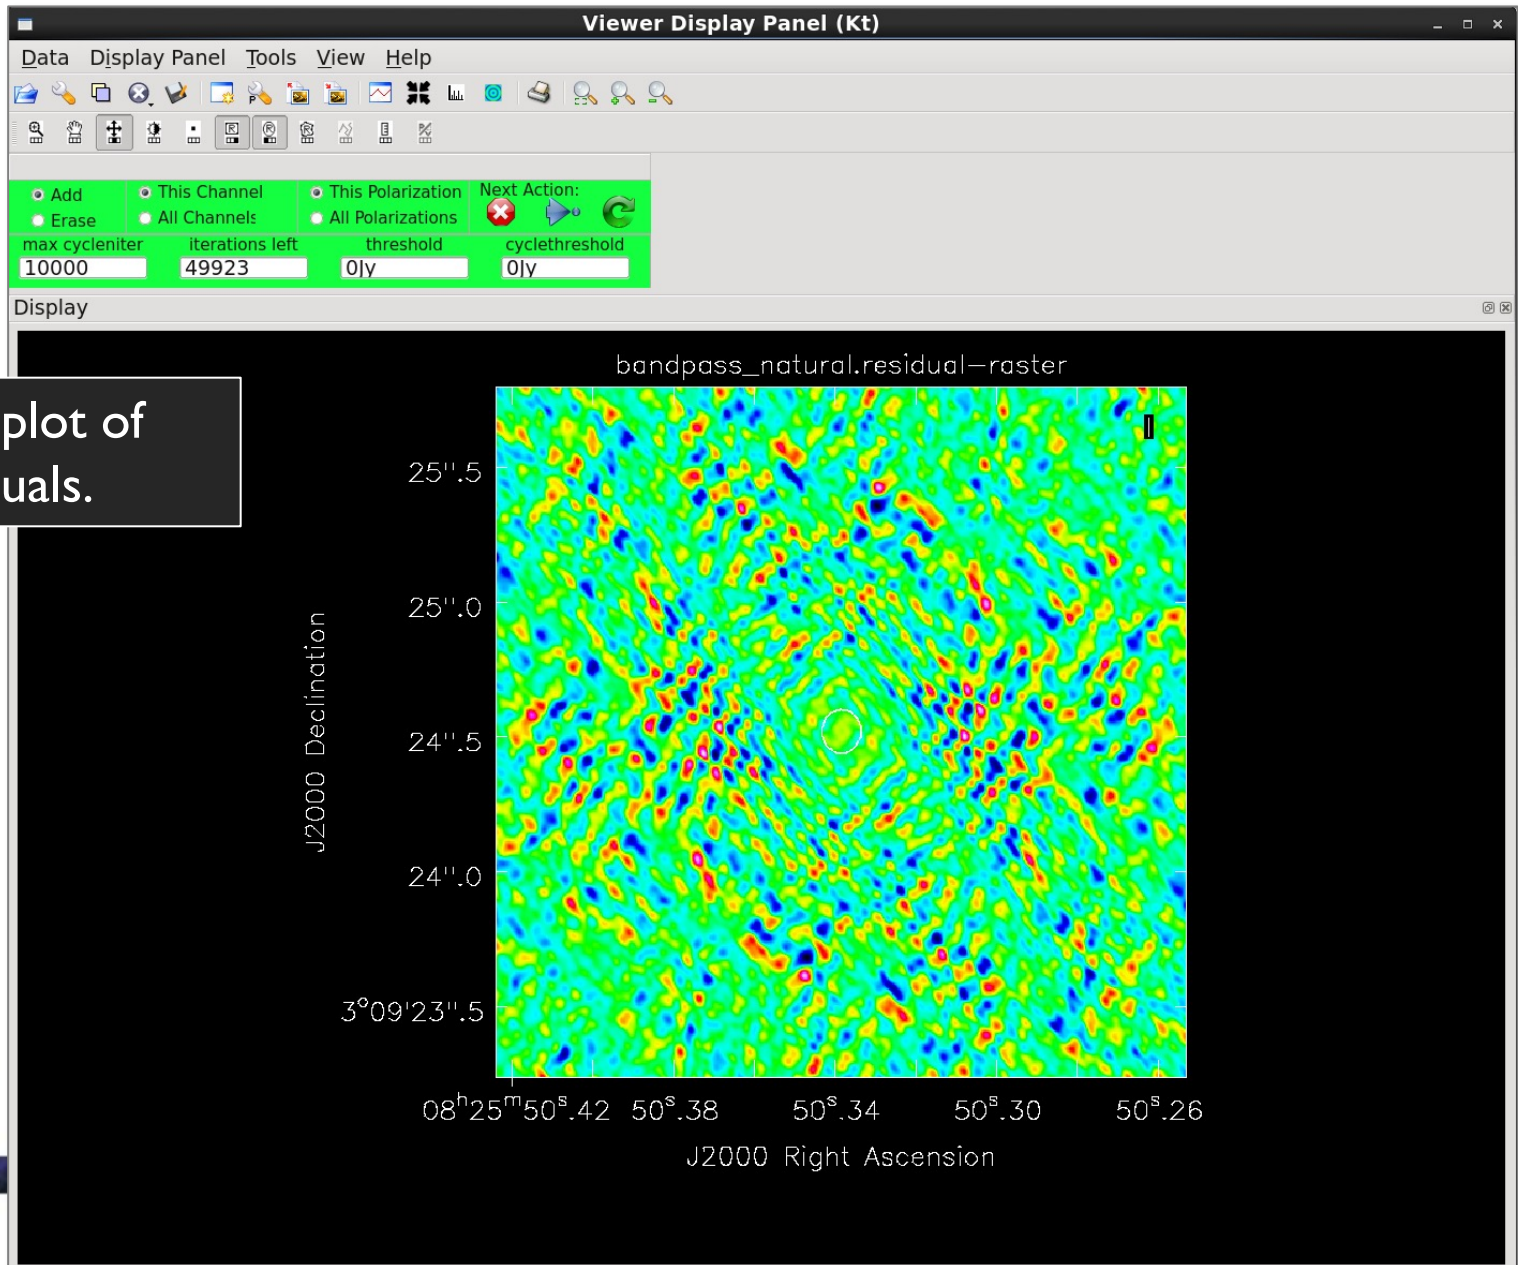 Viewer Display Panel (Kt)
Data Display Panel Tools View Help
Add This Channel This Polarization Next Action:
Erase All Channels All Polarizations
max cycleniter iterations left threshold cyclethreshold
10000 49923 0Jy 0Jy
Display
bandpass_natural.residual-raster
plot of
uals.
25".5
25".0
24".5
24".0
3°09'23".5
J2000 Declination
08ʰ25ᵐ50ˢ.42 50ˢ.38 50ˢ.34 50ˢ.30 50ˢ.26
J2000 Right Ascension